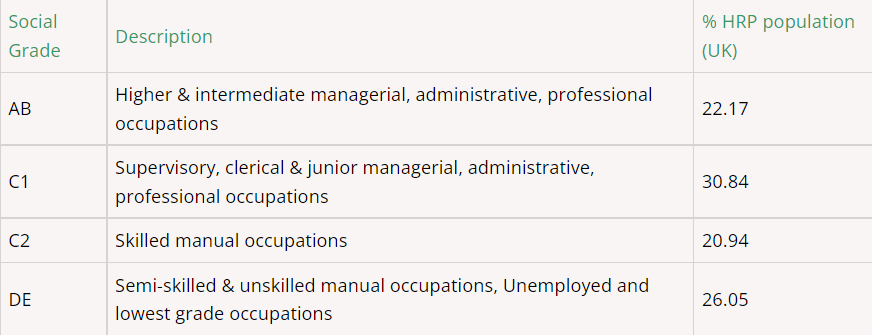 Social
Grade
Description
% HRP population
(UK)
AB
Higher & intermediate managerial, administrative, professional
occupations
22.17
C1
Supervisory, clerical & junior managerial, administrative,
professional occupations
30.84
C2
Skilled manual occupations
20.94
DE
Semi-skilled & unskilled manual occupations, Unemployed and
lowest grade occupations
26.05